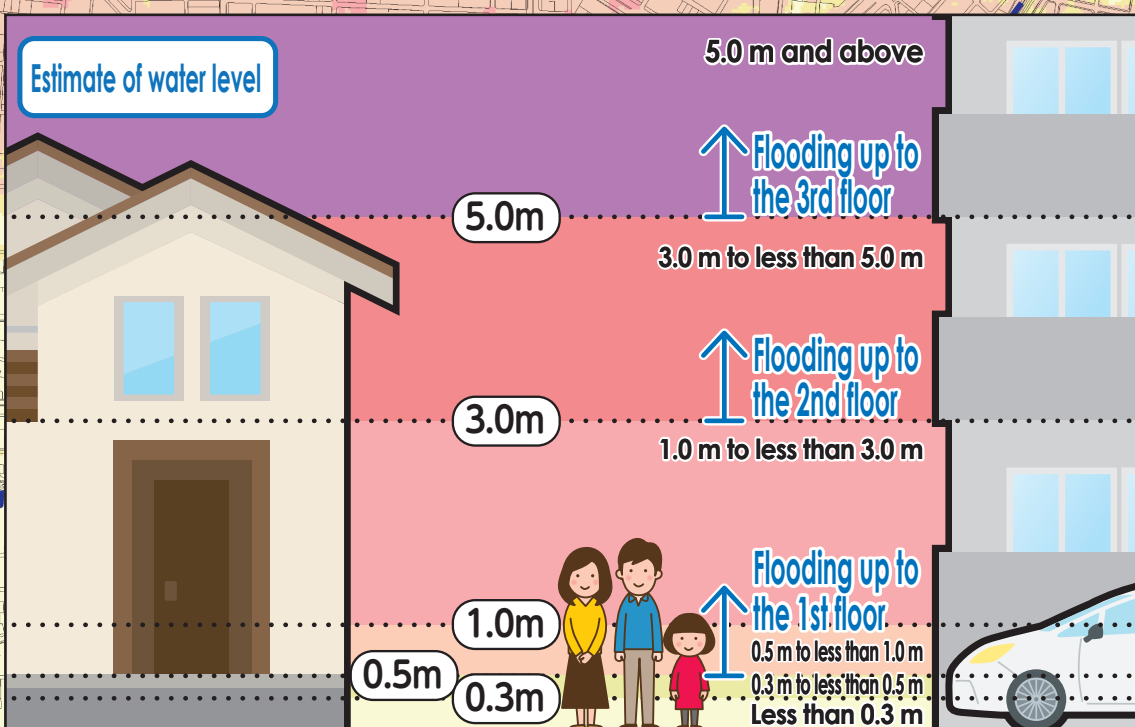 Estimate of water level
5.0 m and above
Flooding up to
the 3rd floor
5.0m
3.0 m to less than 5.0 m
Flooding up to
the 2nd floor
3.0m
1.0 m to less than 3.0 m
Flooding up to
the 1st floor
1.0m
0.5 m to less than 1.0 m
0.5m
0.3 m to less than 0.5 m
0.3m
Less than 0.3 m